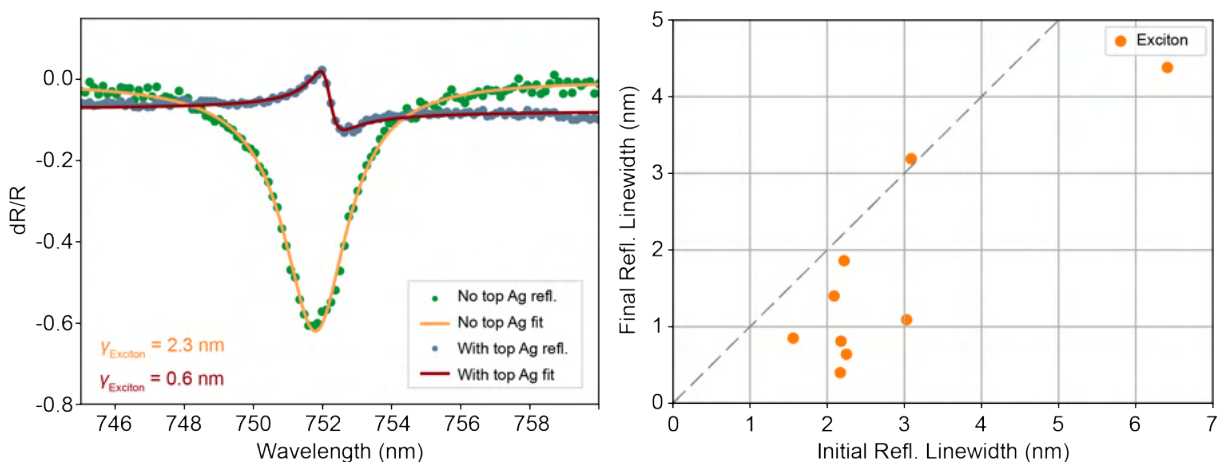 0.0
-0.2
-0.4
-0.6
-0.8
dR/R
746 748 750 752 754 756 758
Wavelength (nm)
No top Ag refl.
No top Ag fit
With top Ag refl.
With top Ag fit
γExciton = 2.3 nm
γExciton = 0.6 nm
5
4
3
2
1
0
Final Refl. Linewidth (nm)
Exciton
0 1 2 3 4 5 6 7
Initial Refl. Linewidth (nm)